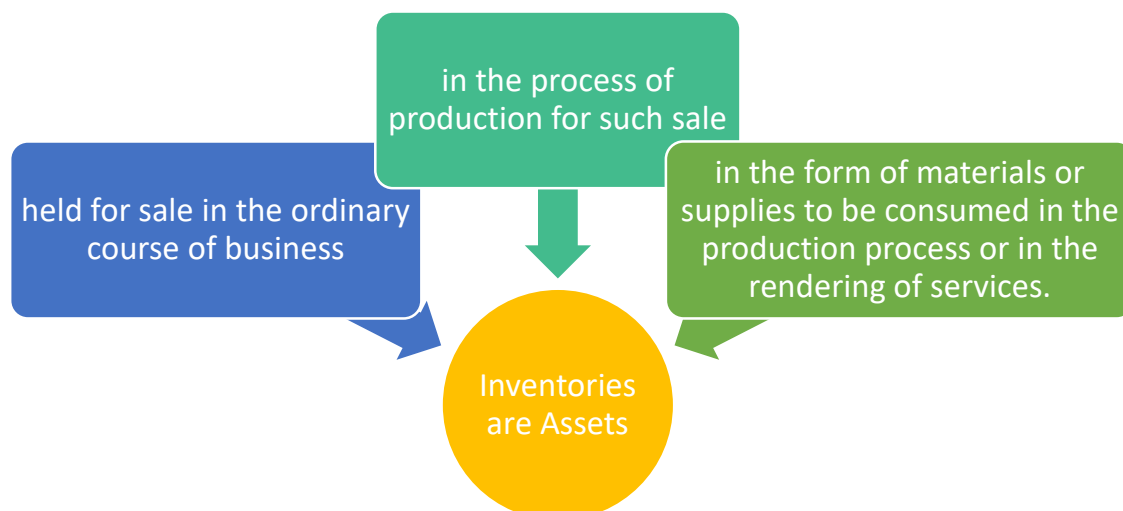 in the process of
production for such sale
held for sale in the ordinary
course of business
in the form of materials or
supplies to be consumed in the
production process or in the
rendering of services.
Inventories
are Assets